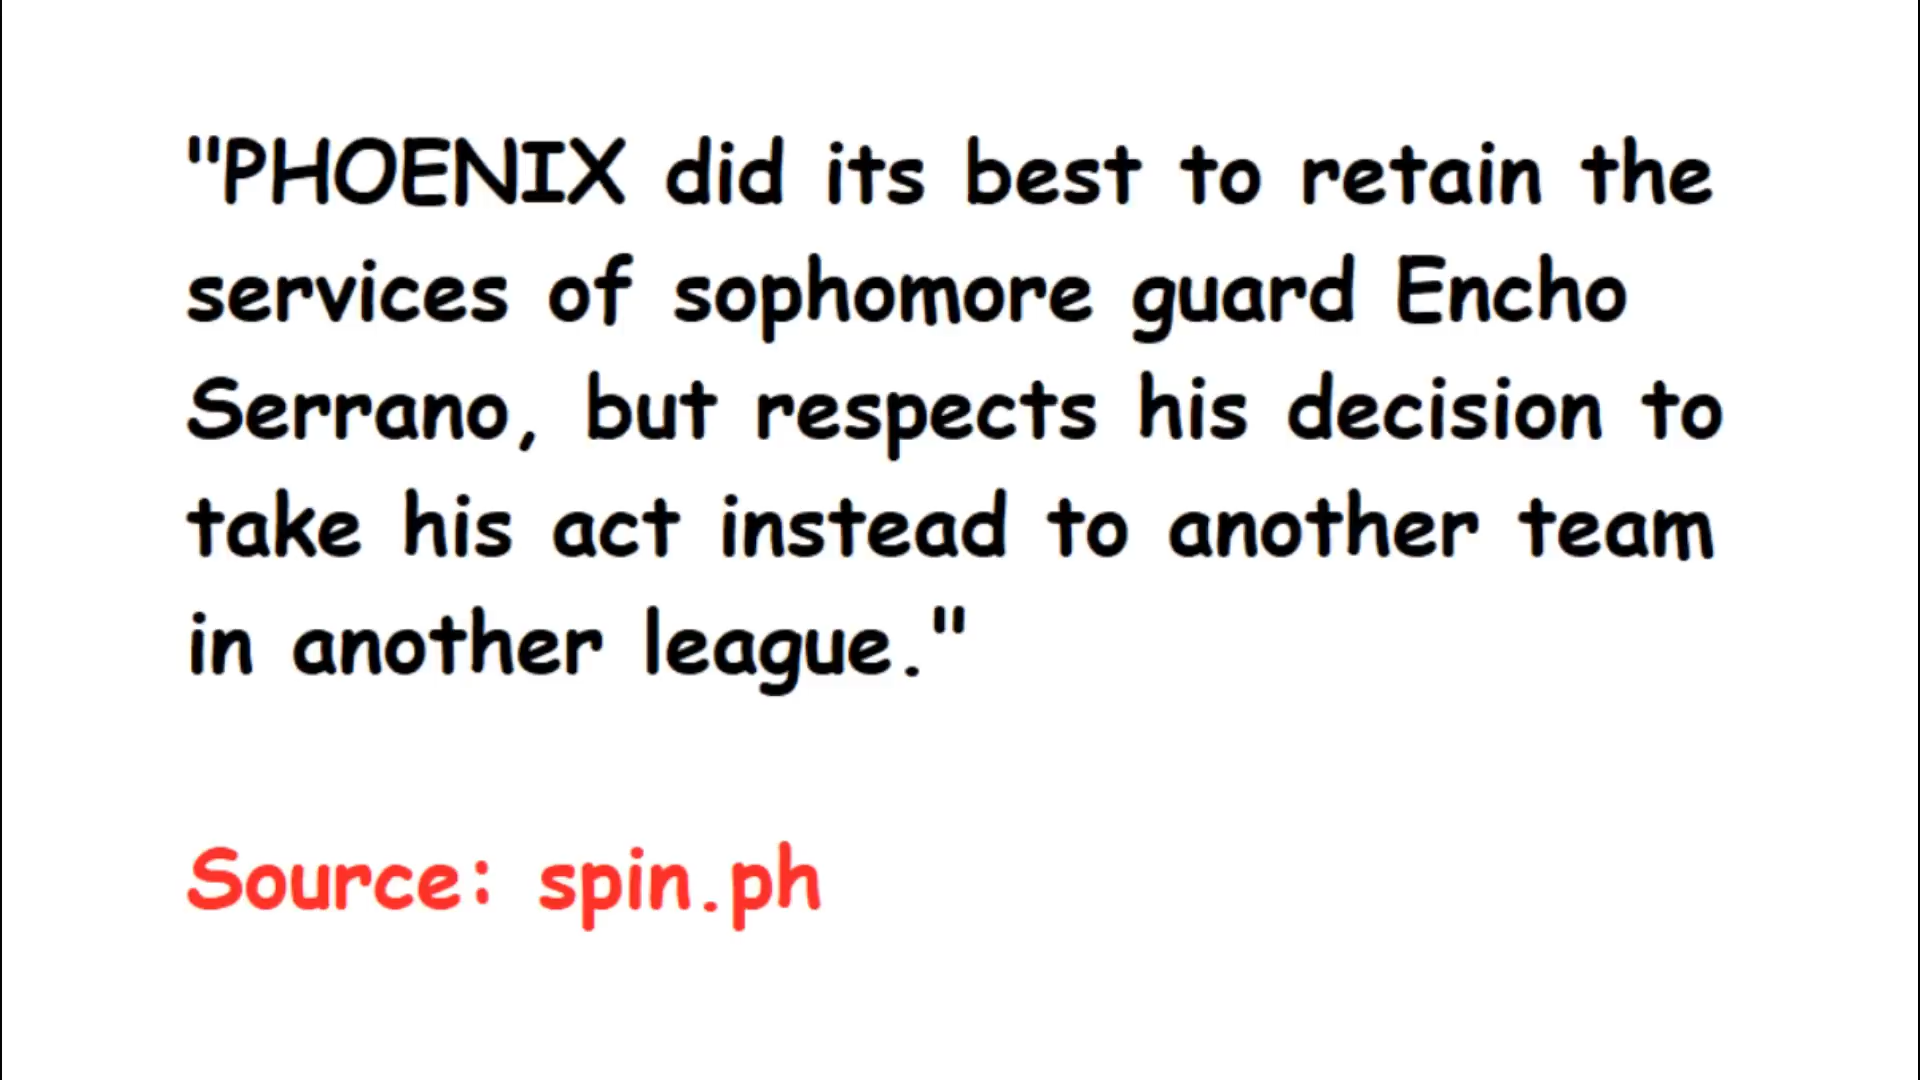 "PHOENIX did its best to retain the
services of sophomore guard Encho
Serrano, but respects his decision to
take his act instead to another team
in another league."
Source: spin.ph